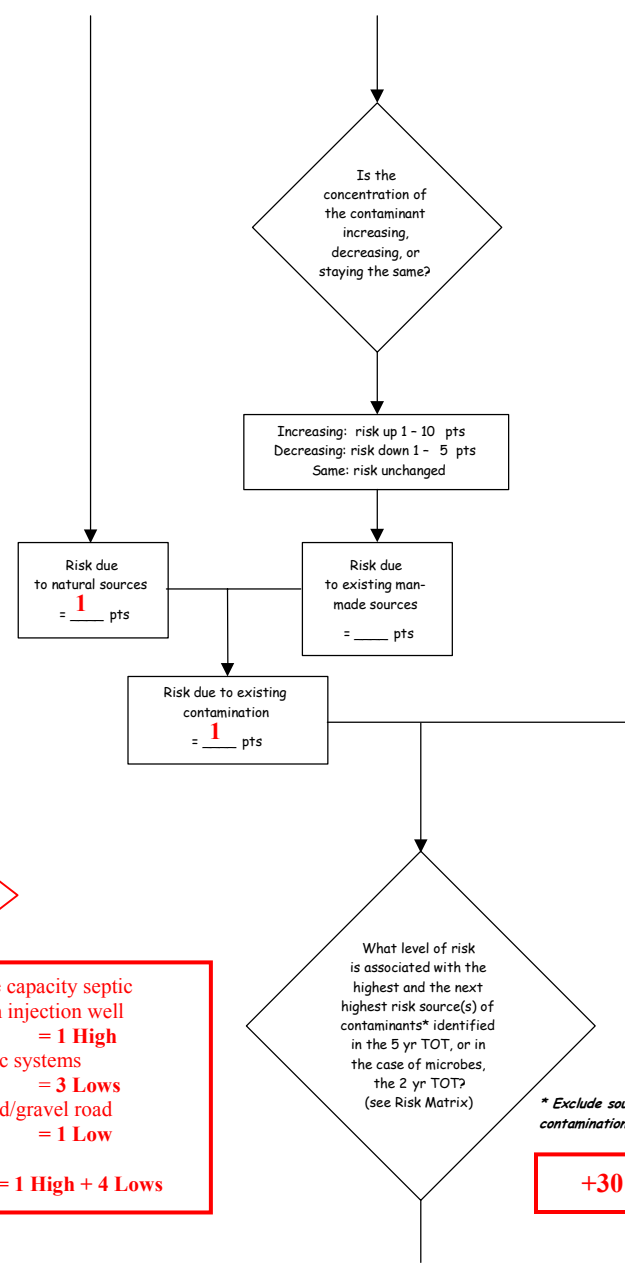 Is the
concentration of
the contaminant
increasing,
decreasing, or
staying the same?
Increasing: risk up 1 – 10 pts
Decreasing: risk down 1 – 5 pts
Same: risk unchanged
Risk due
to natural sources
= 1 pts
Risk due
to existing man-
made sources
= ____ pts
Risk due to existing
contamination
= 1 pts
capacity septic
injection well
= 1 High
systems
= 3 Lows
/gravel road
= 1 Low
= 1 High + 4 Lows
What level of risk
is associated with the
highest and the next
highest risk source(s) of
contaminants* identified
in the 5 yr TOT, or in
the case of microbes,
the 2 yr TOT?
(see Risk Matrix)
* Exclude
contamination
+30